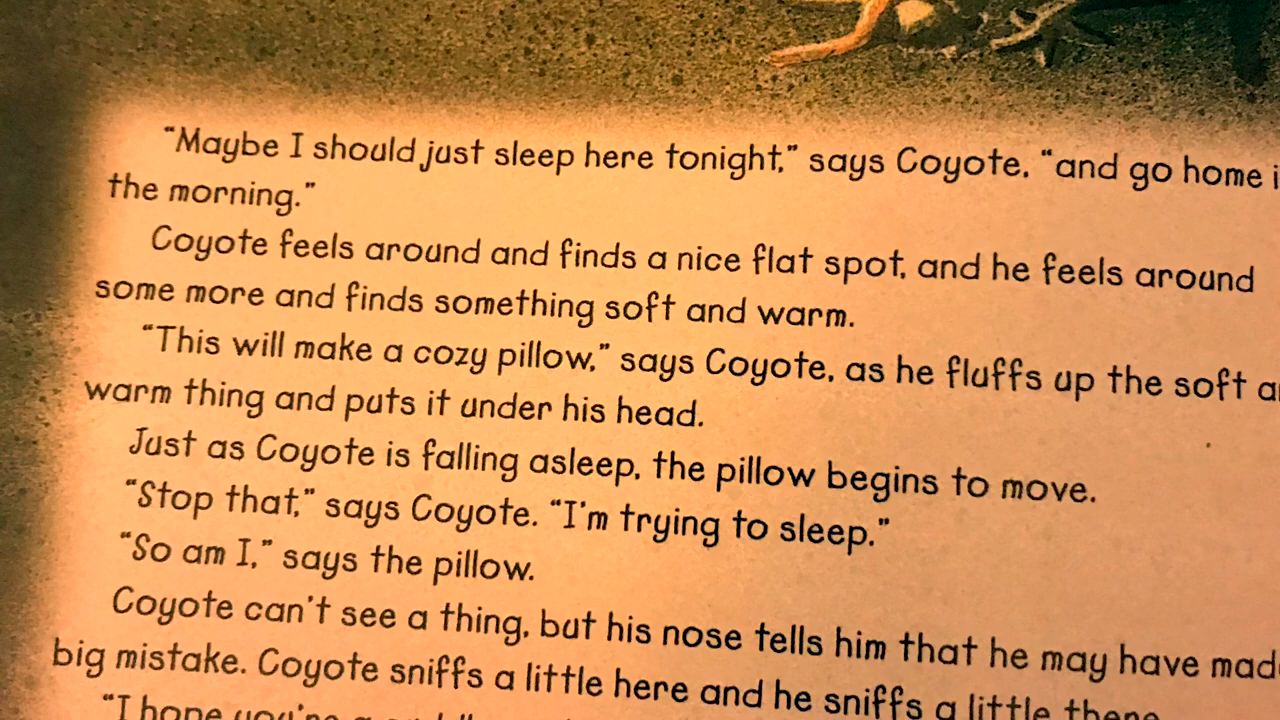 “Maybe I should just sleep here tonight,” says Coyote, “and go home
the morning.”
Coyote feels around and finds a nice flat spot, and he feels around
some more and finds something soft and warm.
“This will make a cozy pillow,” says Coyote, as he fluffs up the soft
warm thing and puts it under his head.
Just as Coyote is falling asleep, the pillow begins to move.
“Stop that,” says Coyote. “I'm trying to sleep.”
“So am I,” says the pillow.
Coyote can't see a thing, but his nose tells him that he may have
big mistake. Coyote sniffs a little here and he sniffs a little there.
“I hope you're a